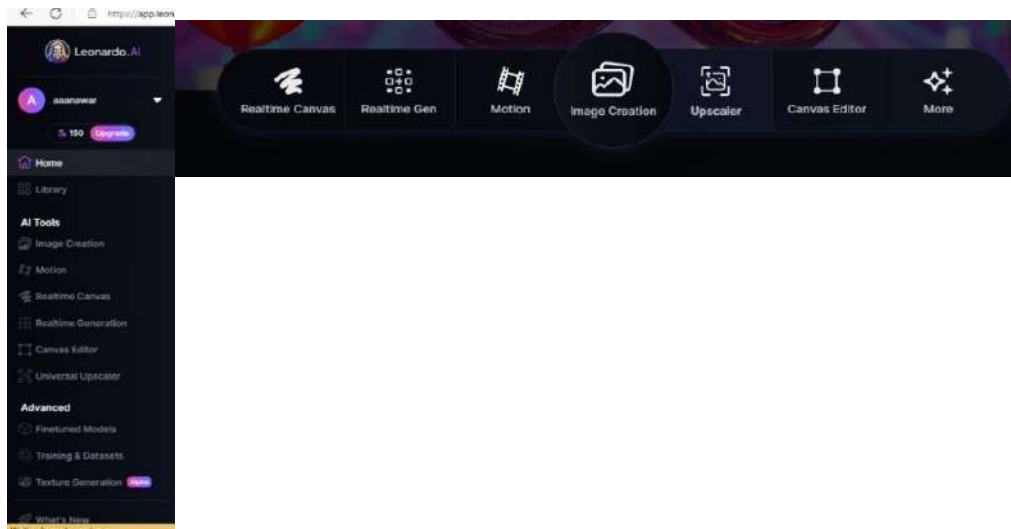 https://app.leon
Leonardo.Ai
A
asanawar
150 Upgrade
Home
Library
AI Tools
Image Creation
Motion
Realtime Canvas
Realtime Generation
Canvas Editor
Universal Upscaler
Advanced
Finetuned Models
Training & Datasets
Texture Generation Alpha
What's New
Realtime Canvas
Realtime Gen
Motion
Image Creation
Upscaler
Canvas Editor
More